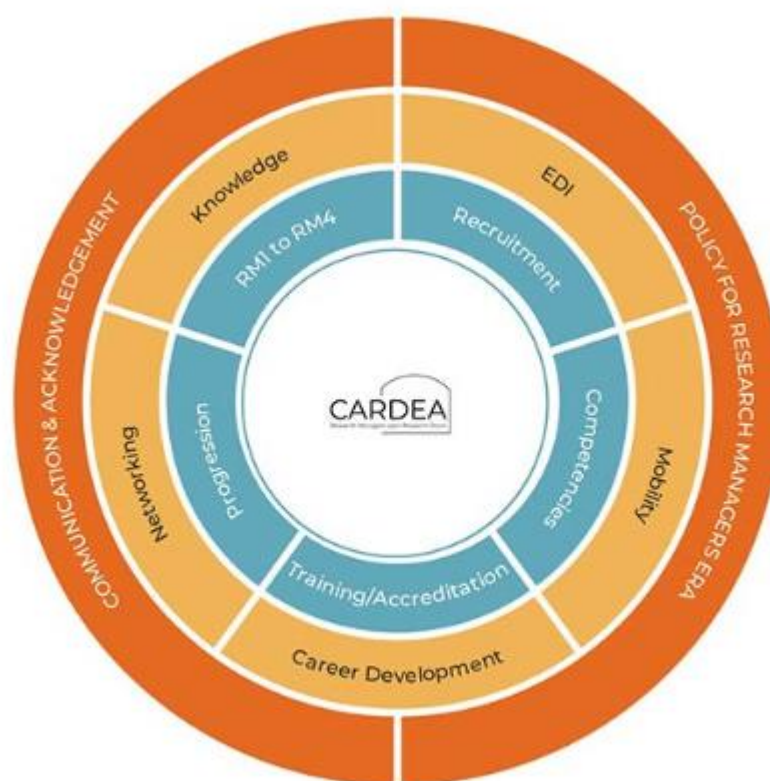 COMMUNICATION & ACKNOWLEDGEMENT
POLICY FOR RESEARCH MANAGERS ERA
Knowledge
EDI
Mobility
Career Development
Networking
RM1 to RM4
Recruitment
Competencies
Training/Accreditation
Progression
CARDEA